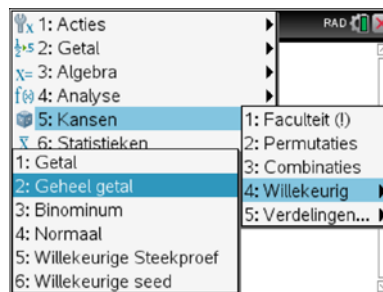 1: Acties
2: Getal
3: Algebra
4: Analyse
5: Kansen
6: Statistieken
RAD
1: Faculteit (!)
2: Permutaties
3: Combinaties
4: Willekeurig
5: Verdelingen...
1: Getal
2: Geheel getal
3: Binominum
4: Normaal
5: Willekeurige Steekproef
6: Willekeurige seed